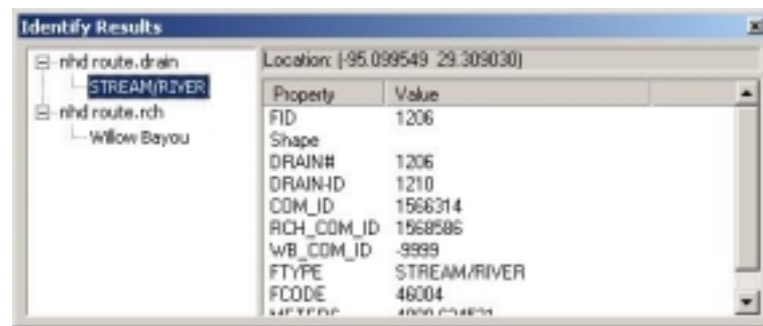 Identify Results
nhd route.drain
STREAM/RIVER
nhd route.rch
Willow Bayou
Location: (-95.099549 29.309030)
Property Value
FID 1206
Shape
DRAIN# 1206
DRAIN-ID 1210
COM_ID 1566314
RCH_COM_ID 1568586
WB_COM_ID -9999
FTYPE STREAM/RIVER
FCODE 46004
METERS